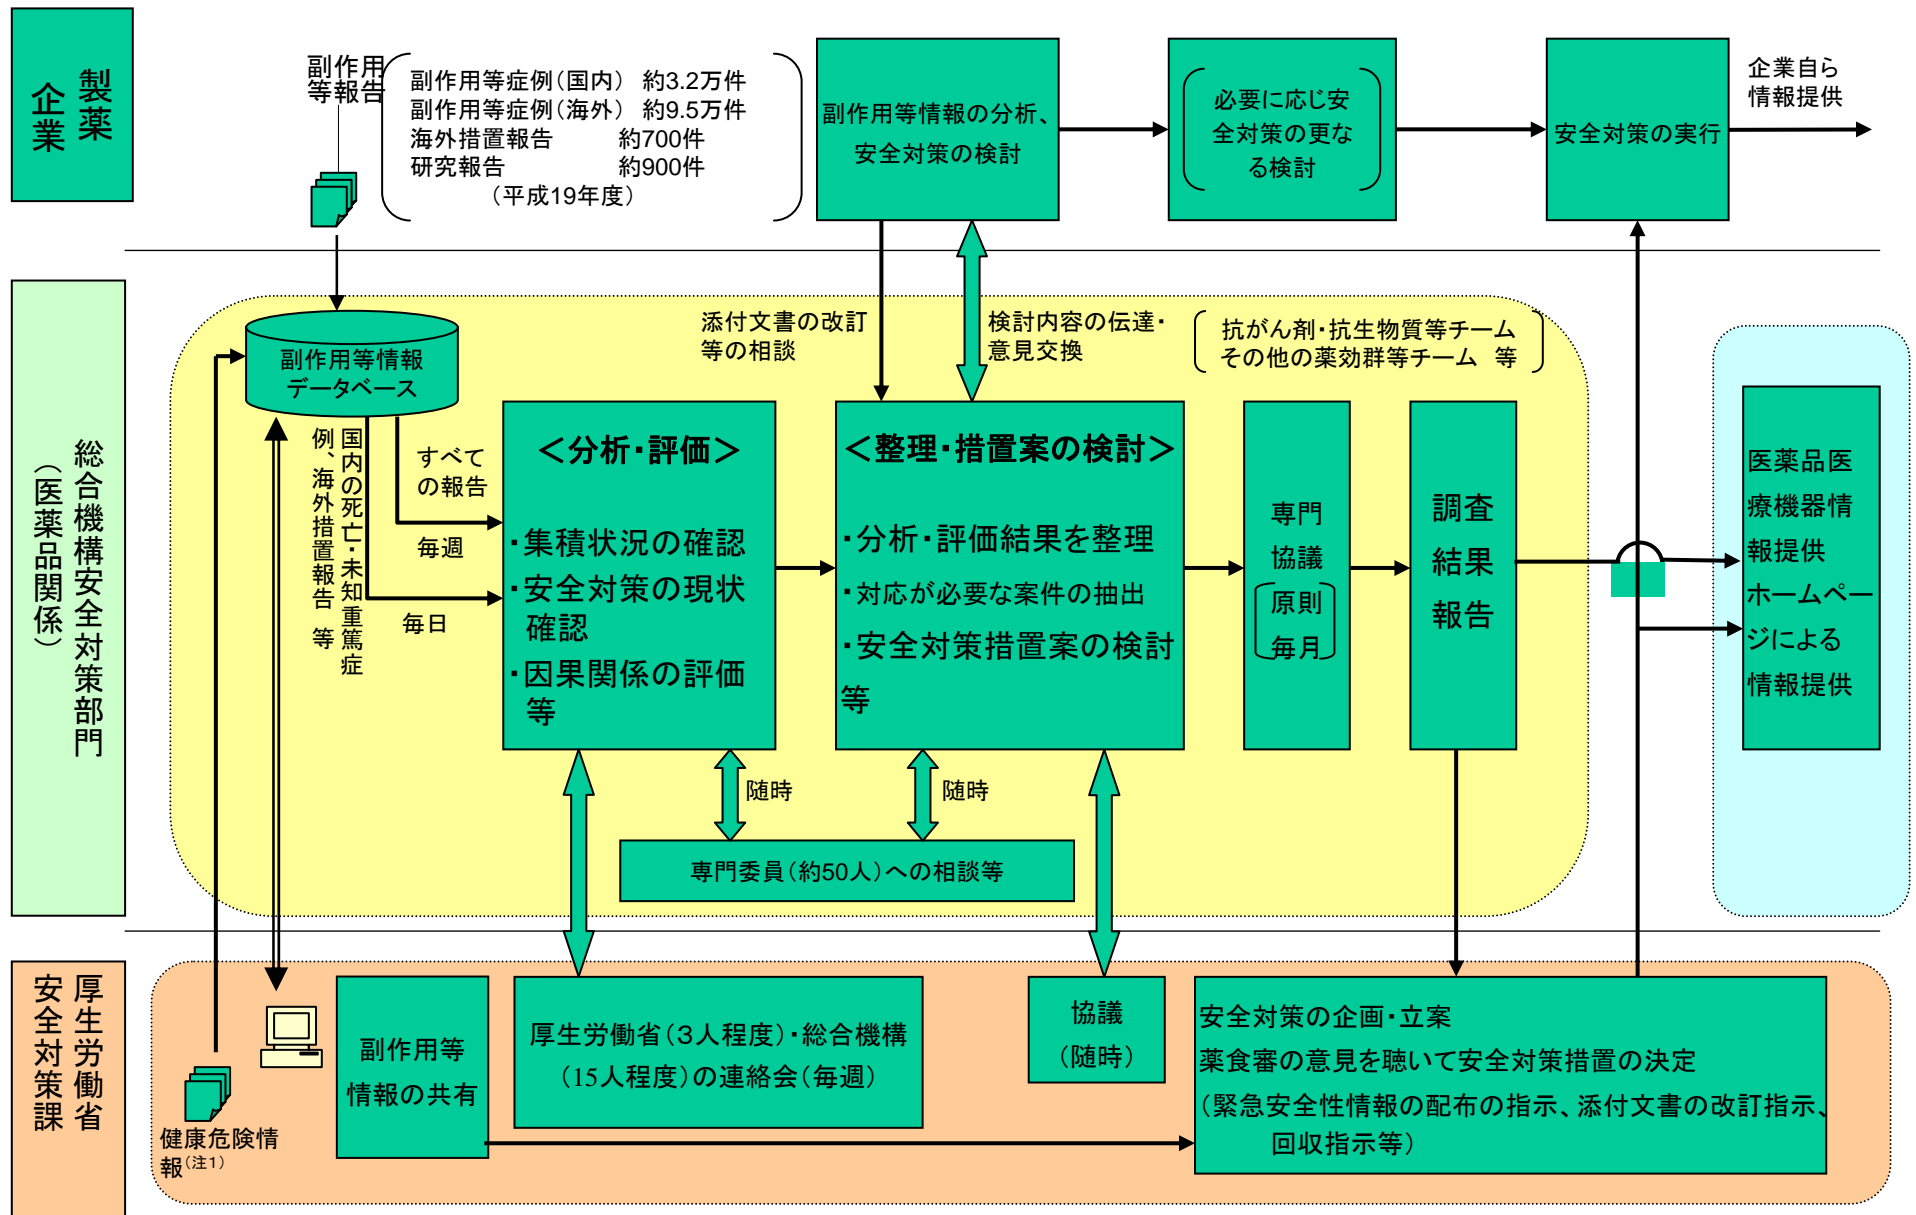 製薬
企業
副作用
等報告
副作用等症例（国内） 約3.2万件
副作用等症例（海外） 約9.5万件
海外措置報告 約700件
研究報告 約900件
（平成19年度）
副作用等情報の分析、
安全対策の検討
必要に応じ安
全対策の更な
る検討
安全対策の実行
企業自ら
情報提供
総合機構安全対策部門
（医薬品関係）
副作用等情報
データベース
添付文書の改訂
等の相談
検討内容の伝達・
意見交換
抗がん剤・抗生物質等チーム
その他の薬効群等チーム 等
国内の死亡・未知重篤症
例、海外措置報告 等
すべて
の報告
毎週
毎日
＜分析・評価＞
・集積状況の確認
・安全対策の現状
確認
・因果関係の評価
等
＜整理・措置案の検討＞
・分析・評価結果を整理
・対応が必要な案件の抽出
・安全対策措置案の検討
等
専門
協議
原則
毎月
調査
結果
報告
医薬品医
療機器情
報提供
ホームペー
ジによる
情報提供
随時
随時
専門委員（約50人）への相談等
厚生労働省
安全対策課
健康危険情
報（注1）
副作用等
情報の共有
厚生労働省（３人程度）・総合機構
（15人程度）の連絡会（毎週）
協議
（随時）
安全対策の企画・立案
薬食審の意見を聴いて安全対策措置の決定
（緊急安全性情報の配布の指示、添付文書の改訂指示、
回収指示等）